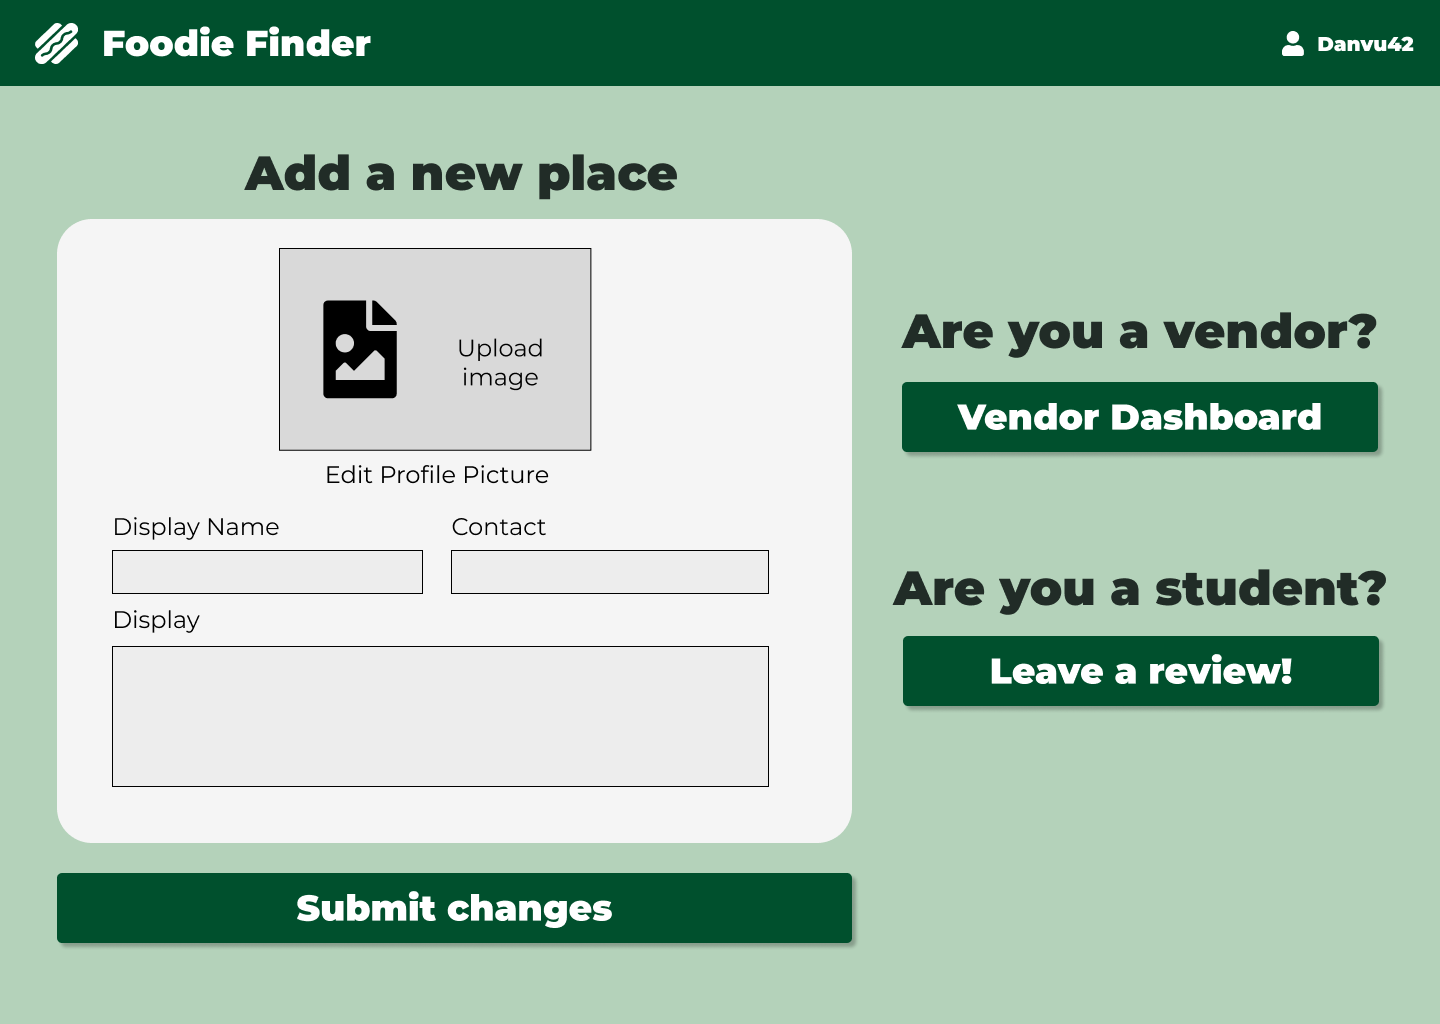 Foodie Finder
Danvu42
Add a new place
Upload
image
Edit Profile Picture
Display Name
Contact
Display
Submit changes
Are you a vendor?
Vendor Dashboard
Are you a student?
Leave a review!